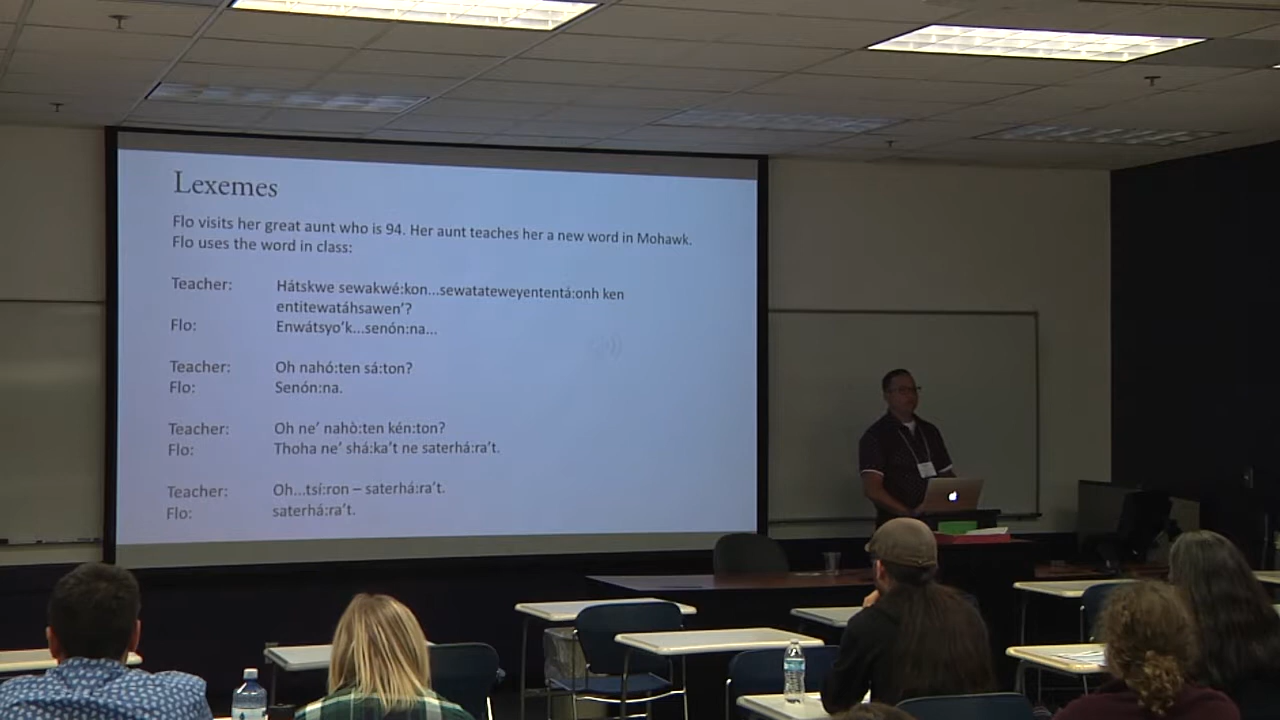 Lexemes
Flo visits her great aunt who is 94. Her aunt teaches her a new word in Mohawk.
Flo uses the word in class:
Teacher: Hátskwe sewakwé:kon...sewatateweyententá:onh ken
entitewatáhsawen’?
Flo: Enwátsyo’k...senón:na...
Teacher: Oh nahó:ten sá:ton?
Flo: Senón:na.
Teacher: Oh ne’ nahò:ten kén:ton?
Flo: Thoha ne’ shá:ka’t ne saterhá:ra’t.
Teacher: Oh...tsí:ron – saterhá:ra’t.
Flo: saterhá:ra’t.